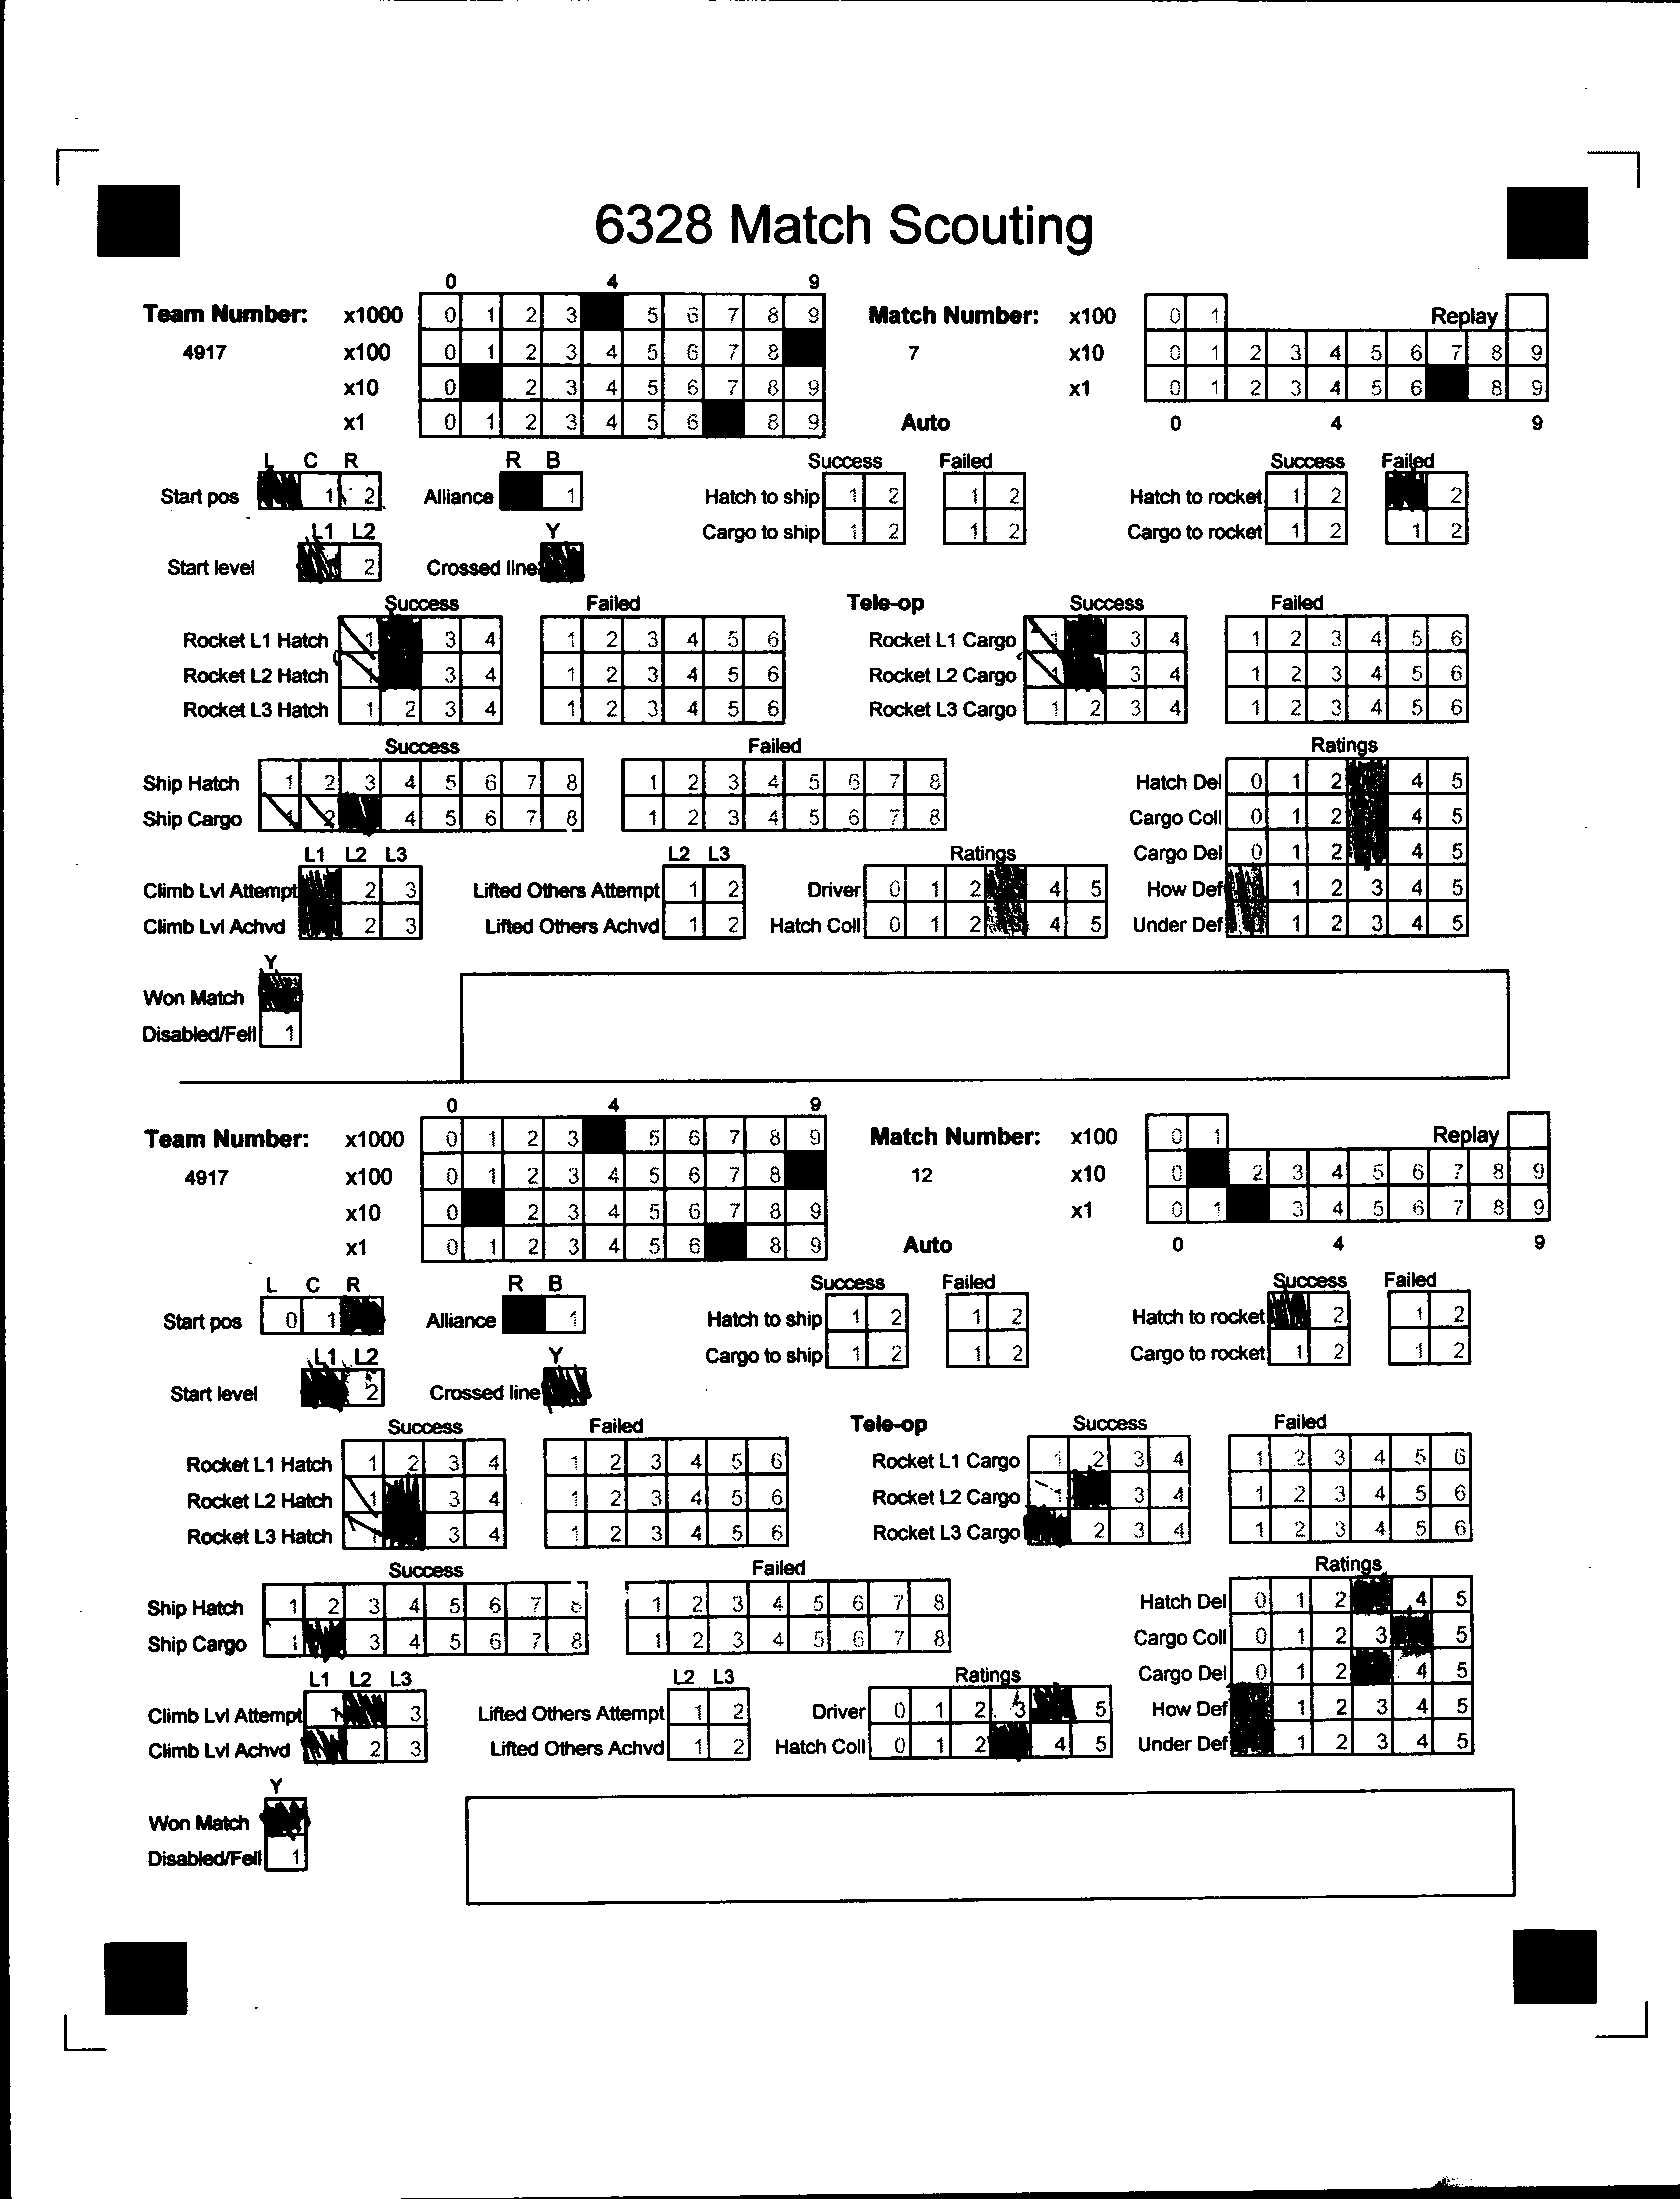 6328 Match Scouting
0 4 9
Team Number: x1000 0 1 2 3 5 6 7 8 9 Match Number: x100 0 1 Replay
4917 x100 0 1 2 3 4 5 6 7 8 7 x10 0 1 2 3 4 5 6 7 8 9
x10 0 2 3 4 5 6 7 8 9 x1 0 1 2 3 4 5 6 8 9
x1 0 1 2 3 4 5 6 8 9 Auto 0 4 9
L C R R B Success Failed Success Failed
Start pos 1 2 Alliance 1 Hatch to ship 1 2 1 2 Hatch to rocket 1 2 2
L1 L2 Y Cargo to ship 1 2 1 2 Cargo to rocket 1 2 1 2
Start level 2 Crossed line
Success Failed Tele-op Success Failed
Rocket L1 Hatch 1 3 4 1 2 3 4 5 6 Rocket L1 Cargo 1 3 4 1 2 3 4 5 6
Rocket L2 Hatch 1 3 4 1 2 3 4 5 6 Rocket L2 Cargo 1 3 4 1 2 3 4 5 6
Rocket L3 Hatch 1 2 3 4 1 2 3 4 5 6 Rocket L3 Cargo 1 2 3 4 1 2 3 4 5 6
Success Failed Ratings
Ship Hatch 1 2 3 4 5 6 7 8 1 2 3 4 5 6 7 8 Hatch Del 0 1 2 4 5
Ship Cargo 1 2 4 5 6 7 8 1 2 3 4 5 6 7 8 Cargo Coll 0 1 2 4 5
L1 L2 L3 L2 L3 Ratings Cargo Del 0 1 2 4 5
Climb Lvl Attempt 2 3 Lifted Others Attempt 1 2 Driver 0 1 2 4 5 How Def 1 2 3 4 5
Climb Lvl Achvd 2 3 Lifted Others Achvd 1 2 Hatch Coll 0 1 2 4 5 Under Def 1 2 3 4 5
Y
Won Match
Disabled/Fell 1
0 4 9
Team Number: x1000 0 1 2 3 5 6 7 8 9 Match Number: x100 0 1 Replay
4917 x100 0 1 2 3 4 5 6 7 8 12 x10 0 2 3 4 5 6 7 8 9
x10 0 2 3 4 5 6 7 8 9 x1 0 1 3 4 5 6 7 8 9
x1 0 1 2 3 4 5 6 8 9 Auto 0 4 9
L C R R B Success Failed Success Failed
Start pos 0 1 Alliance 1 Hatch to ship 1 2 1 2 Hatch to rocket 2 1 2
L1 L2 Y Cargo to ship 1 2 1 2 Cargo to rocket 1 2 1 2
Start level 2 Crossed line
Success Failed Tele-op Success Failed
Rocket L1 Hatch 1 2 3 4 1 2 3 4 5 6 Rocket L1 Cargo 1 2 3 4 1 2 3 4 5 6
Rocket L2 Hatch 1 3 4 1 2 3 4 5 6 Rocket L2 Cargo 1 3 4 1 2 3 4 5 6
Rocket L3 Hatch 1 3 4 1 2 3 4 5 6 Rocket L3 Cargo 2 3 4 1 2 3 4 5 6
Success Failed Ratings
Ship Hatch 1 2 3 4 5 6 7 8 1 2 3 4 5 6 7 8 Hatch Del 0 1 2 4 5
Ship Cargo 1 3 4 5 6 7 8 1 2 3 4 5 6 7 8 Cargo Coll 0 1 2 3 5
L1 L2 L3 L2 L3 Ratings Cargo Del 0 1 2 4 5
Climb Lvl Attempt 1 3 Lifted Others Attempt 1 2 Driver 0 1 2 3 5 How Def 1 2 3 4 5
Climb Lvl Achvd 2 3 Lifted Others Achvd 1 2 Hatch Coll 0 1 2 4 5 Under Def 1 2 3 4 5
Y
Won Match
Disabled/Fell 1